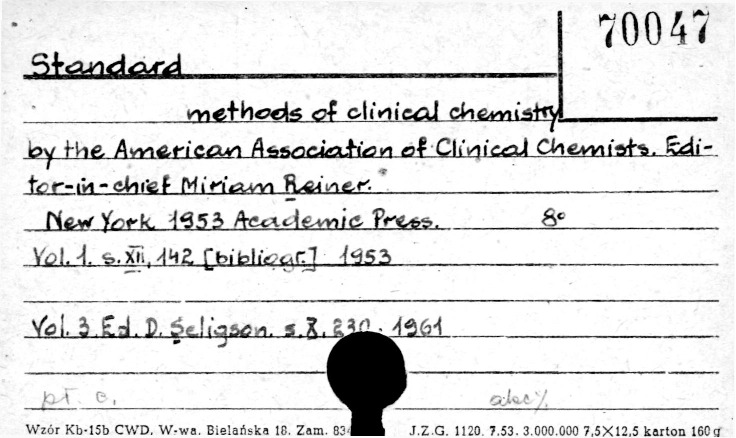 70047
Standard
methods of clinical chemistry
by the American Association of Clinical Chemists. Edi-
tor-in-chief Miriam Reiner.
New York 1953 Academic Press. 8°
Vol. 1. s. XII, 142 [bibliogr.] 1953
Vol. 3. Ed. D. Seligson. s. X, 230. 1961
pł. c.
Wzór Kb-15b CWD. W-wa. Bielańska 18. Zam. 834 J.Z.G. 1120. 7.53. 3.000.000 7,5×12,5 karton 160 g